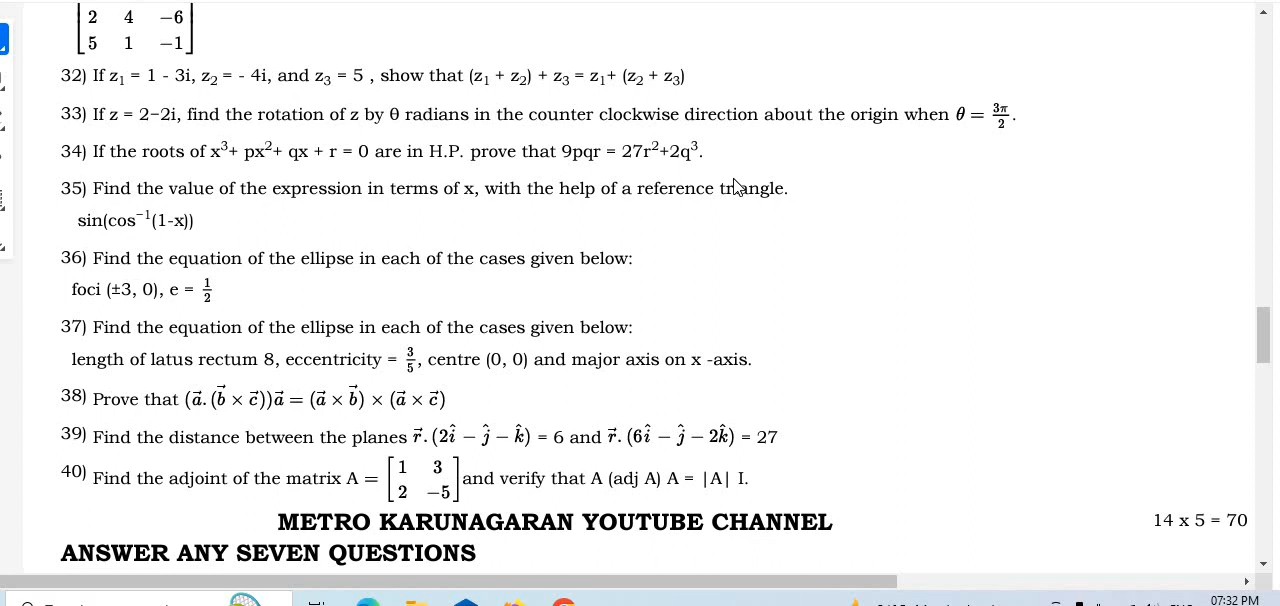 2 4 −6
5 1 −1
32) If z₁ = 1 - 3i, z₂ = - 4i, and z₃ = 5 , show that (z₁ + z₂) + z₃ = z₁+ (z₂ + z₃)
33) If z = 2−2i, find the rotation of z by θ radians in the counter clockwise direction about the origin when θ = 3π/2 .
34) If the roots of x³+ px²+ qx + r = 0 are in H.P. prove that 9pqr = 27r²+2q³.
35) Find the value of the expression in terms of x, with the help of a reference triangle.
sin(cos⁻¹(1-x))
36) Find the equation of the ellipse in each of the cases given below:
foci (±3, 0), e = 1/2
37) Find the equation of the ellipse in each of the cases given below:
length of latus rectum 8, eccentricity = 3/5, centre (0, 0) and major axis on x -axis.
38) Prove that (a⃗.(b⃗ × c⃗))a⃗ = (a⃗ × b⃗) × (a⃗ × c⃗)
39) Find the distance between the planes r⃗.(2î − ĵ − k̂) = 6 and r⃗.(6î − ĵ − 2k̂) = 27
40) Find the adjoint of the matrix A = [1 3; 2 −5] and verify that A (adj A) A = |A| I.
METRO KARUNAGARAN YOUTUBE CHANNEL
14 x 5 = 70
ANSWER ANY SEVEN QUESTIONS
07:32 PM